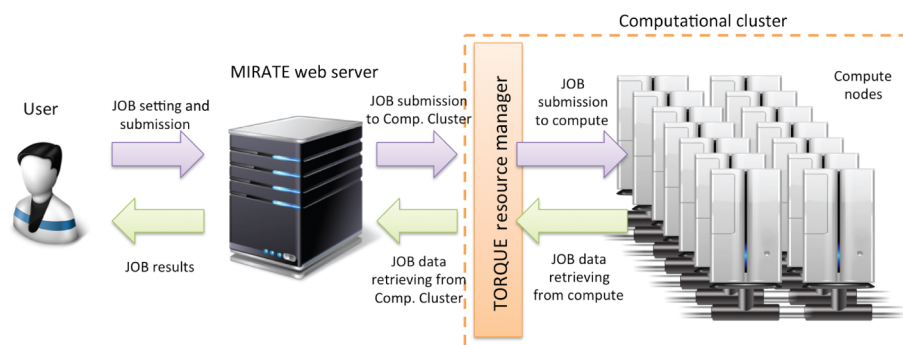 Computational cluster
MIRATE web server
User
JOB setting and
submission
JOB results
JOB submission
to Comp. Cluster
JOB data
retrieving from
Comp. Cluster
TORQUE resource manager
JOB
submission
to compute
JOB data
retrieving
from compute
Compute
nodes